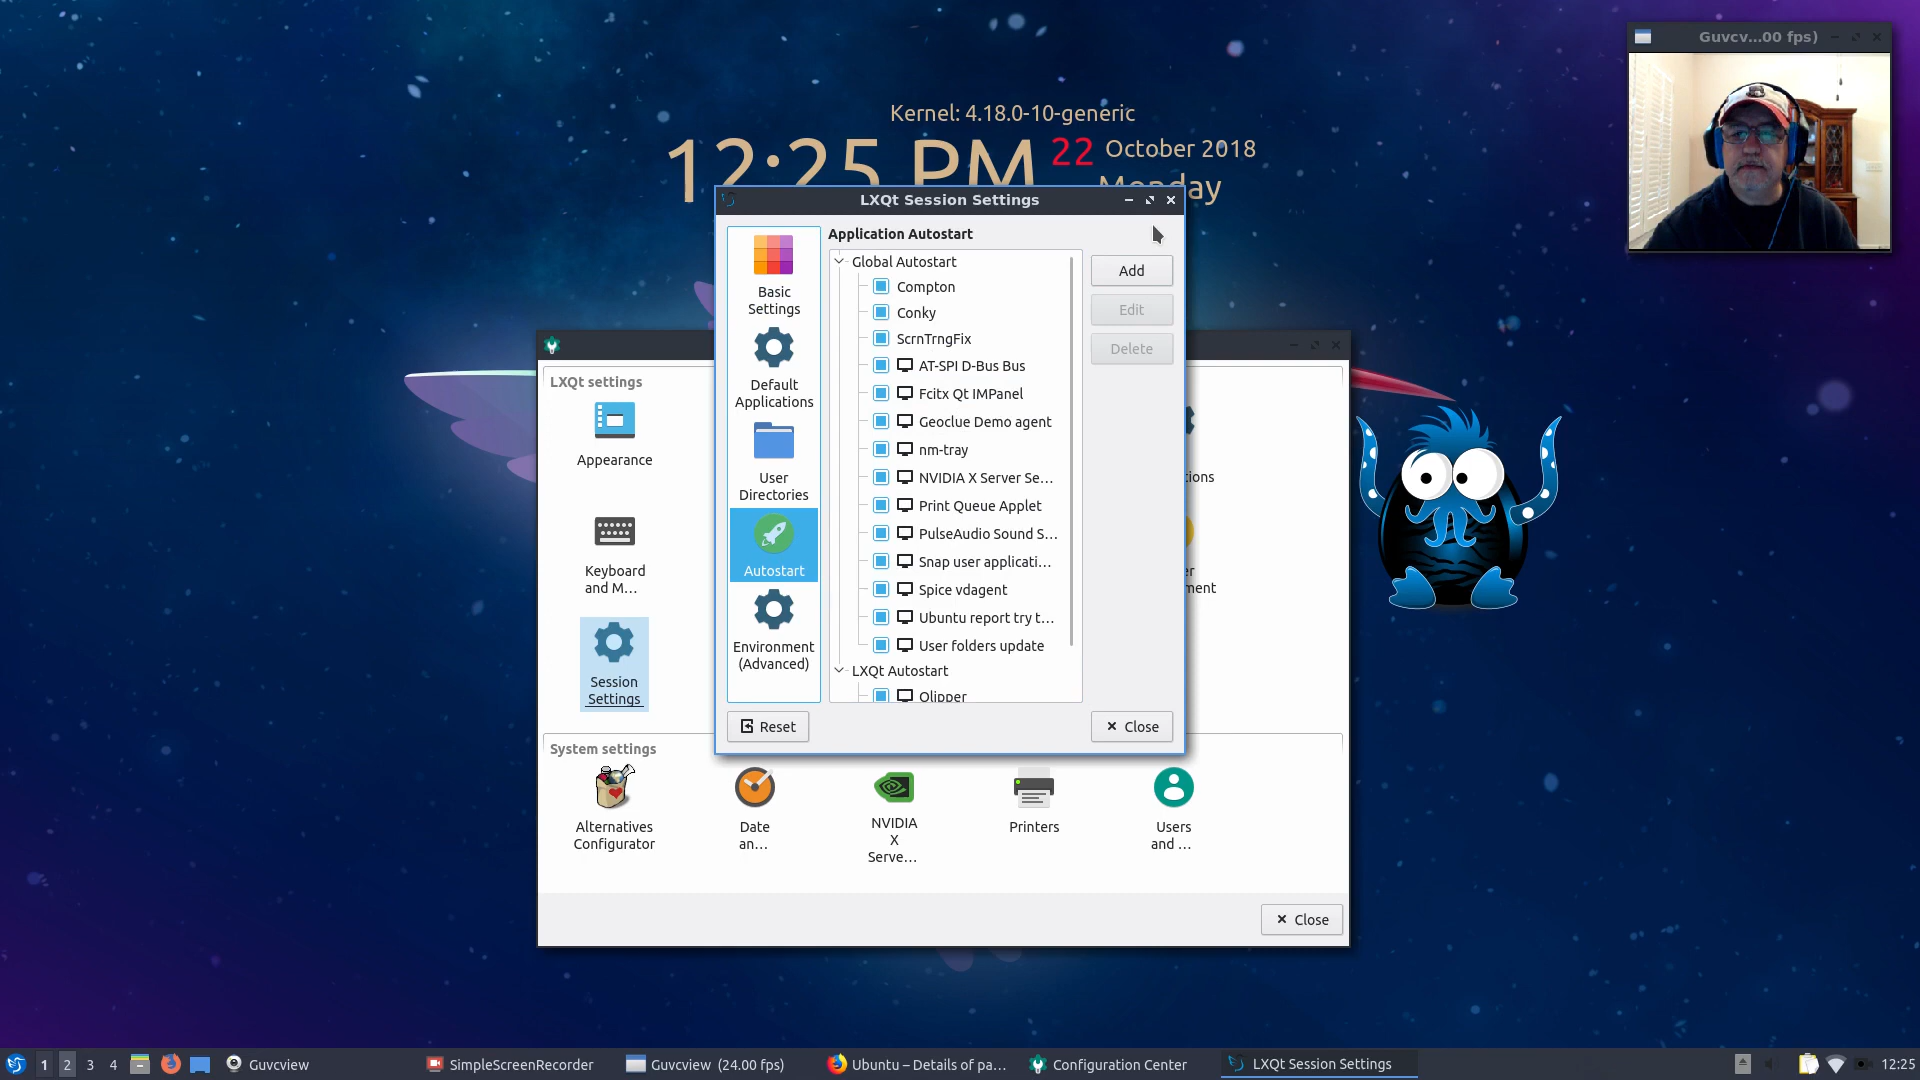 Guvcv...00 fps)
Kernel: 4.18.0-10-generic
12:25 PM 22 October 2018
Monday
LXQt Session Settings
Application Autostart
Basic
Settings
Default
Applications
User
Directories
Autostart
Environment
(Advanced)
Global Autostart
Compton
Conky
ScrnTrngFix
AT-SPI D-Bus Bus
Fcitx Qt IMPanel
Geoclue Demo agent
nm-tray
NVIDIA X Server Se...
Print Queue Applet
PulseAudio Sound S...
Snap user applicati...
Spice vdagent
Ubuntu report try t...
User folders update
LXQt Autostart
Qlipper
Add
Edit
Delete
Reset
Close
LXQt settings
Appearance
Keyboard
and M...
Session
Settings
ions
er
ment
System settings
Alternatives
Configurator
Date
an...
NVIDIA
X
Serve...
Printers
Users
and ...
Close
1 2 3 4 Guvcview SimpleScreenRecorder Guvcview (24.00 fps) Ubuntu – Details of pa... Configuration Center LXQt Session Settings 12:25